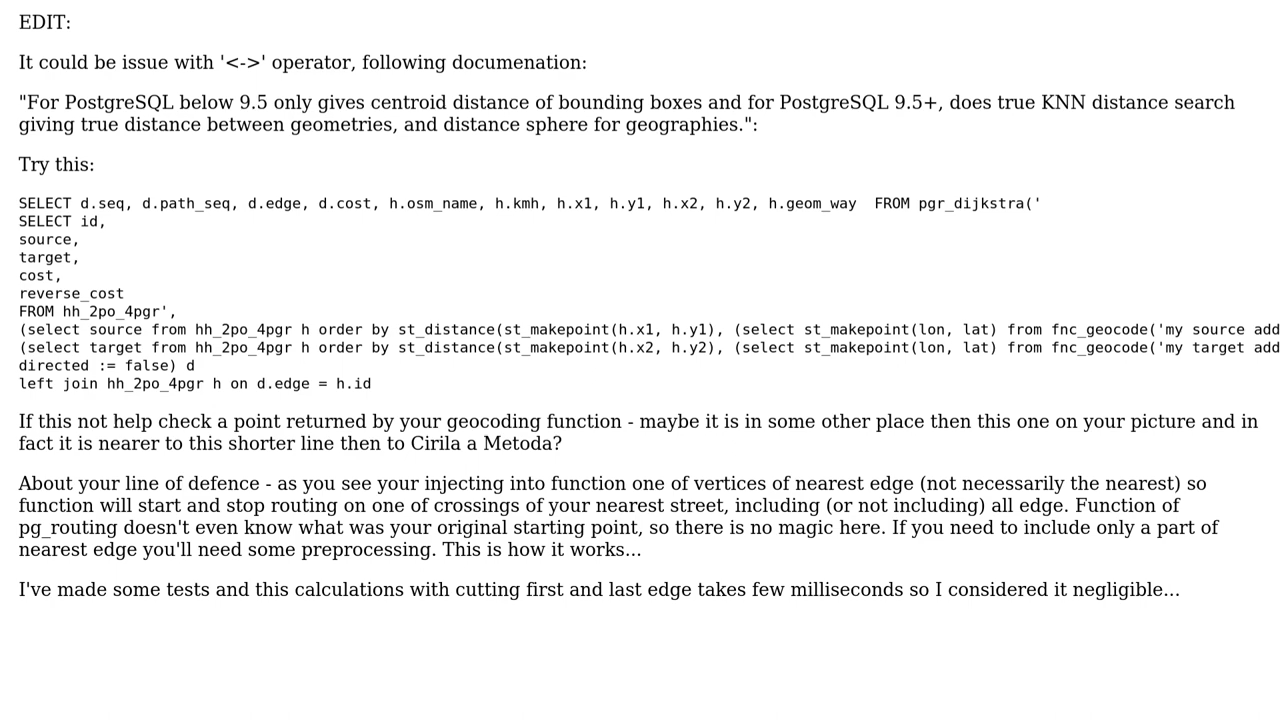 EDIT:
It could be issue with '<->' operator, following documenation:
"For PostgreSQL below 9.5 only gives centroid distance of bounding boxes and for PostgreSQL 9.5+, does true KNN distance search
giving true distance between geometries, and distance sphere for geographies.":
Try this:
SELECT d.seq, d.path_seq, d.edge, d.cost, h.osm_name, h.kmh, h.x1, h.y1, h.x2, h.y2, h.geom_way  FROM pgr_dijkstra('
SELECT id,
source,
target,
cost,
reverse_cost
FROM hh_2po_4pgr',
(select source from hh_2po_4pgr h order by st_distance(st_makepoint(h.x1, h.y1), (select st_makepoint(lon, lat) from fnc_geocode('my source add
(select target from hh_2po_4pgr h order by st_distance(st_makepoint(h.x2, h.y2), (select st_makepoint(lon, lat) from fnc_geocode('my target add
directed := false) d
left join hh_2po_4pgr h on d.edge = h.id
If this not help check a point returned by your geocoding function - maybe it is in some other place then this one on your picture and in
fact it is nearer to this shorter line then to Cirila a Metoda?
About your line of defence - as you see your injecting into function one of vertices of nearest edge (not necessarily the nearest) so
function will start and stop routing on one of crossings of your nearest street, including (or not including) all edge. Function of
pg_routing doesn't even know what was your original starting point, so there is no magic here. If you need to include only a part of
nearest edge you'll need some preprocessing. This is how it works...
I've made some tests and this calculations with cutting first and last edge takes few milliseconds so I considered it negligible...